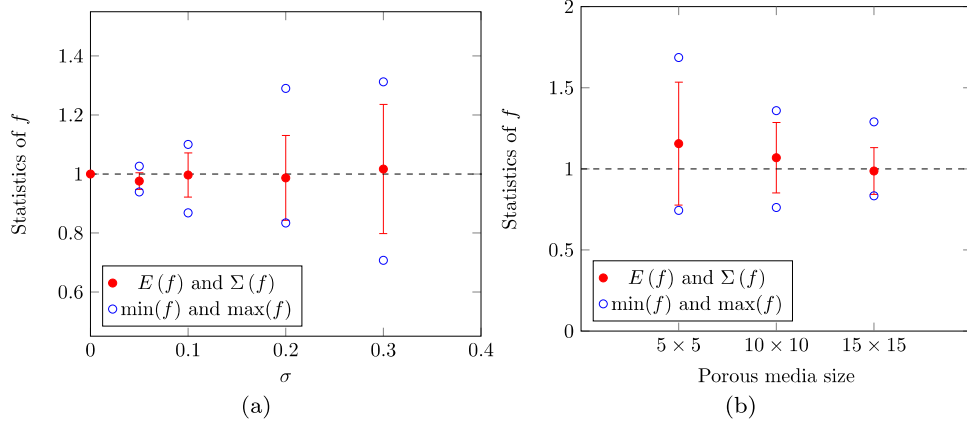 1.4
1.2
1
0.8
0.6
Statistics of f
E (f) and Σ (f)
min(f) and max(f)
0 0.1 0.2 0.3 0.4
σ
(a)
2
1.5
1
0.5
0
Statistics of f
E (f) and Σ (f)
min(f) and max(f)
5 × 5 10 × 10 15 × 15
Porous media size
(b)